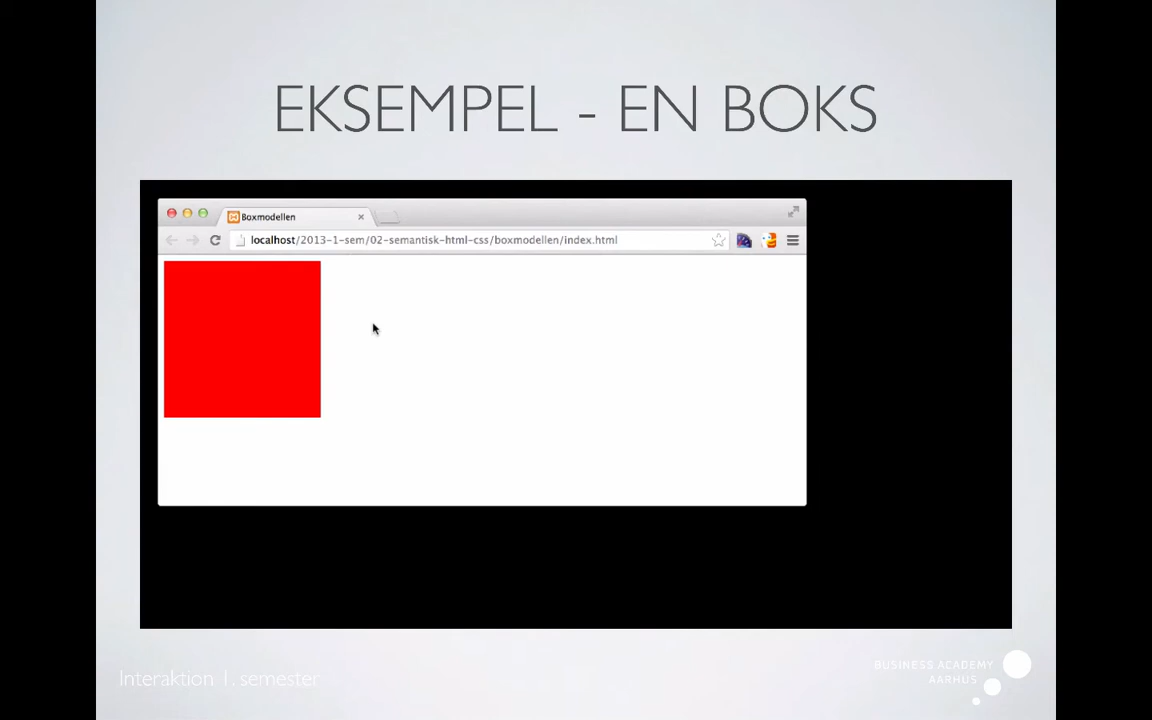 EKSEMPEL - EN BOKS
Boxmodellen
localhost/2013-1-sem/02-semantisk-html-css/boxmodellen/index.html
Interaktion 1. semester
BUSINESS ACADEMY
AARHUS